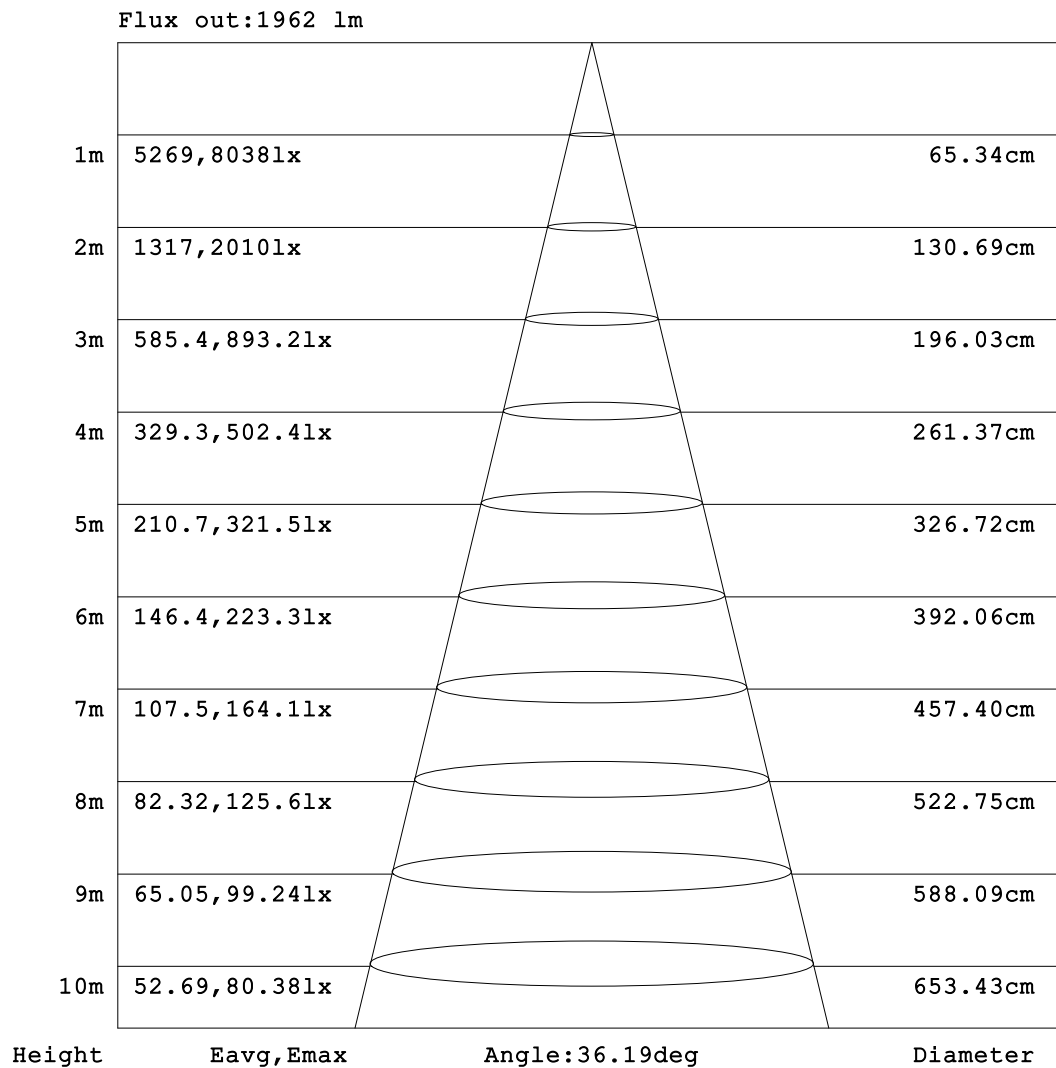 Flux out:1962 lm
1m 5269,8038lx 65.34cm
2m 1317,2010lx 130.69cm
3m 585.4,893.2lx 196.03cm
4m 329.3,502.4lx 261.37cm
5m 210.7,321.5lx 326.72cm
6m 146.4,223.3lx 392.06cm
7m 107.5,164.1lx 457.40cm
8m 82.32,125.6lx 522.75cm
9m 65.05,99.24lx 588.09cm
10m 52.69,80.38lx 653.43cm
Height Eavg,Emax Angle:36.19deg Diameter